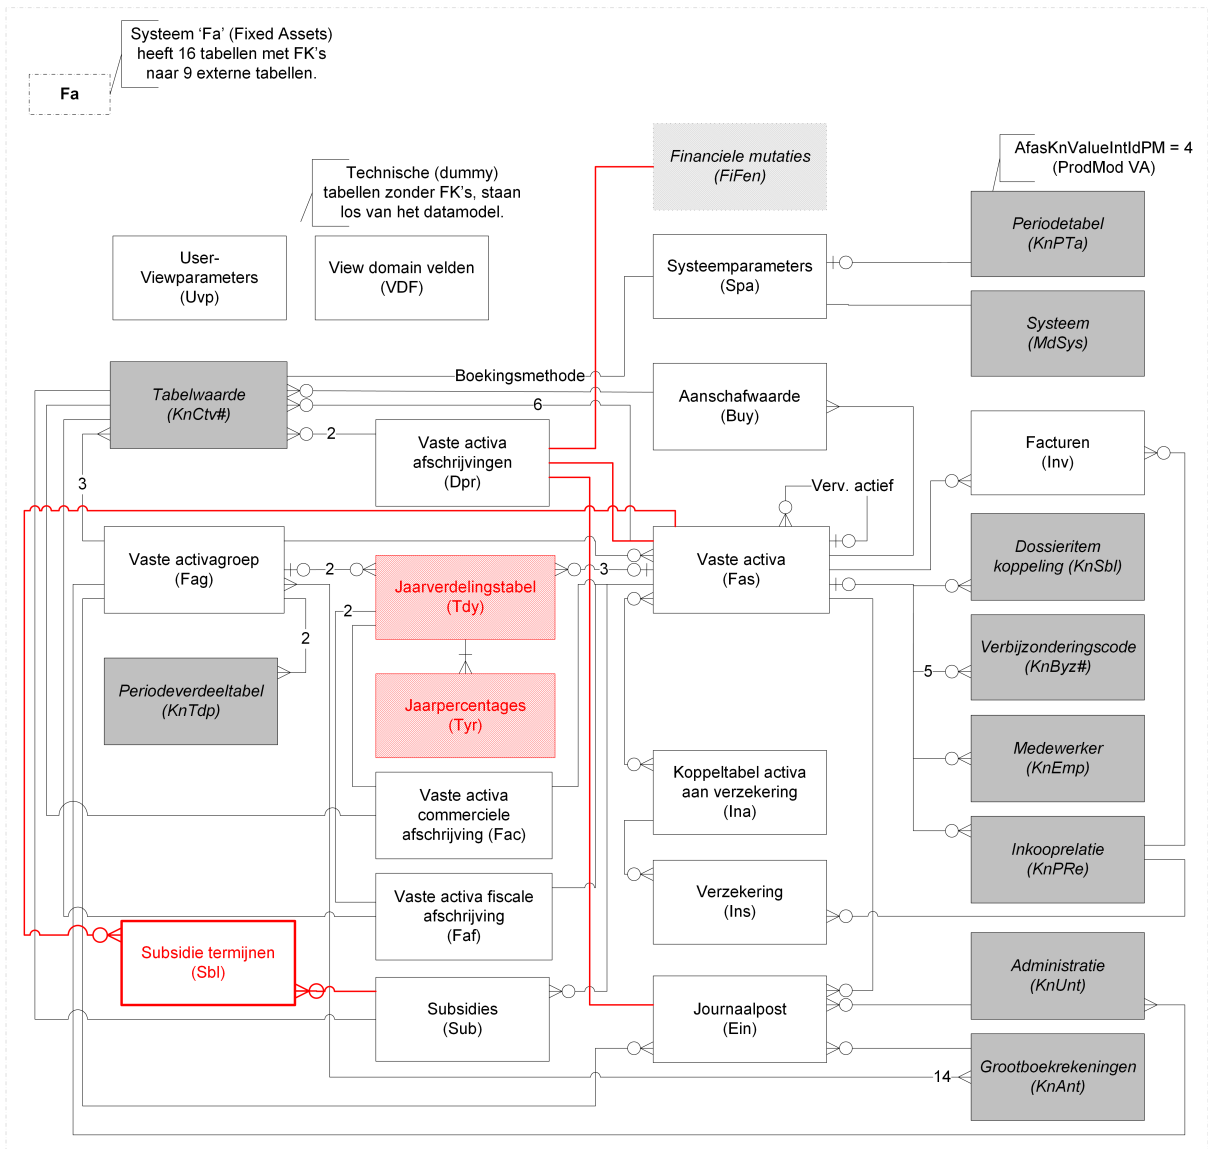 Systeem ‘Fa’ (Fixed Assets)
heeft 16 tabellen met FK’s
naar 9 externe tabellen.
Fa
Financiele mutaties
(FiFen)
AfasKnValueIntIdPM = 4
(ProdMod VA)
Technische (dummy)
tabellen zonder FK’s, staan
los van het datamodel.
Periodetabel
(KnPTa)
User-
Viewparameters
(Uvp)
View domain velden
(VDF)
Systeemparameters
(Spa)
Systeem
(MdSys)
Boekingsmethode
Tabelwaarde
(KnCtv#)
Aanschafwaarde
(Buy)
6
2
Vaste activa
afschrijvingen
(Dpr)
Facturen
(Inv)
3
Verv. actief
Vaste activagroep
(Fag)
2
Jaarverdelingstabel
(Tdy)
3
Vaste activa
(Fas)
Dossieritem
koppeling (KnSbl)
2
2
Verbijzonderingscode
(KnByz#)
5
Periodeverdeeltabel
(KnTdp)
Jaarpercentages
(Tyr)
Medewerker
(KnEmp)
Vaste activa
commerciele
afschrijving (Fac)
Koppeltabel activa
aan verzekering
(Ina)
Inkooprelatie
(KnPRe)
Vaste activa fiscale
afschrijving
(Faf)
Verzekering
(Ins)
Subsidie termijnen
(Sbl)
Administratie
(KnUnt)
Subsidies
(Sub)
Journaalpost
(Ein)
14
Grootboekrekeningen
(KnAnt)